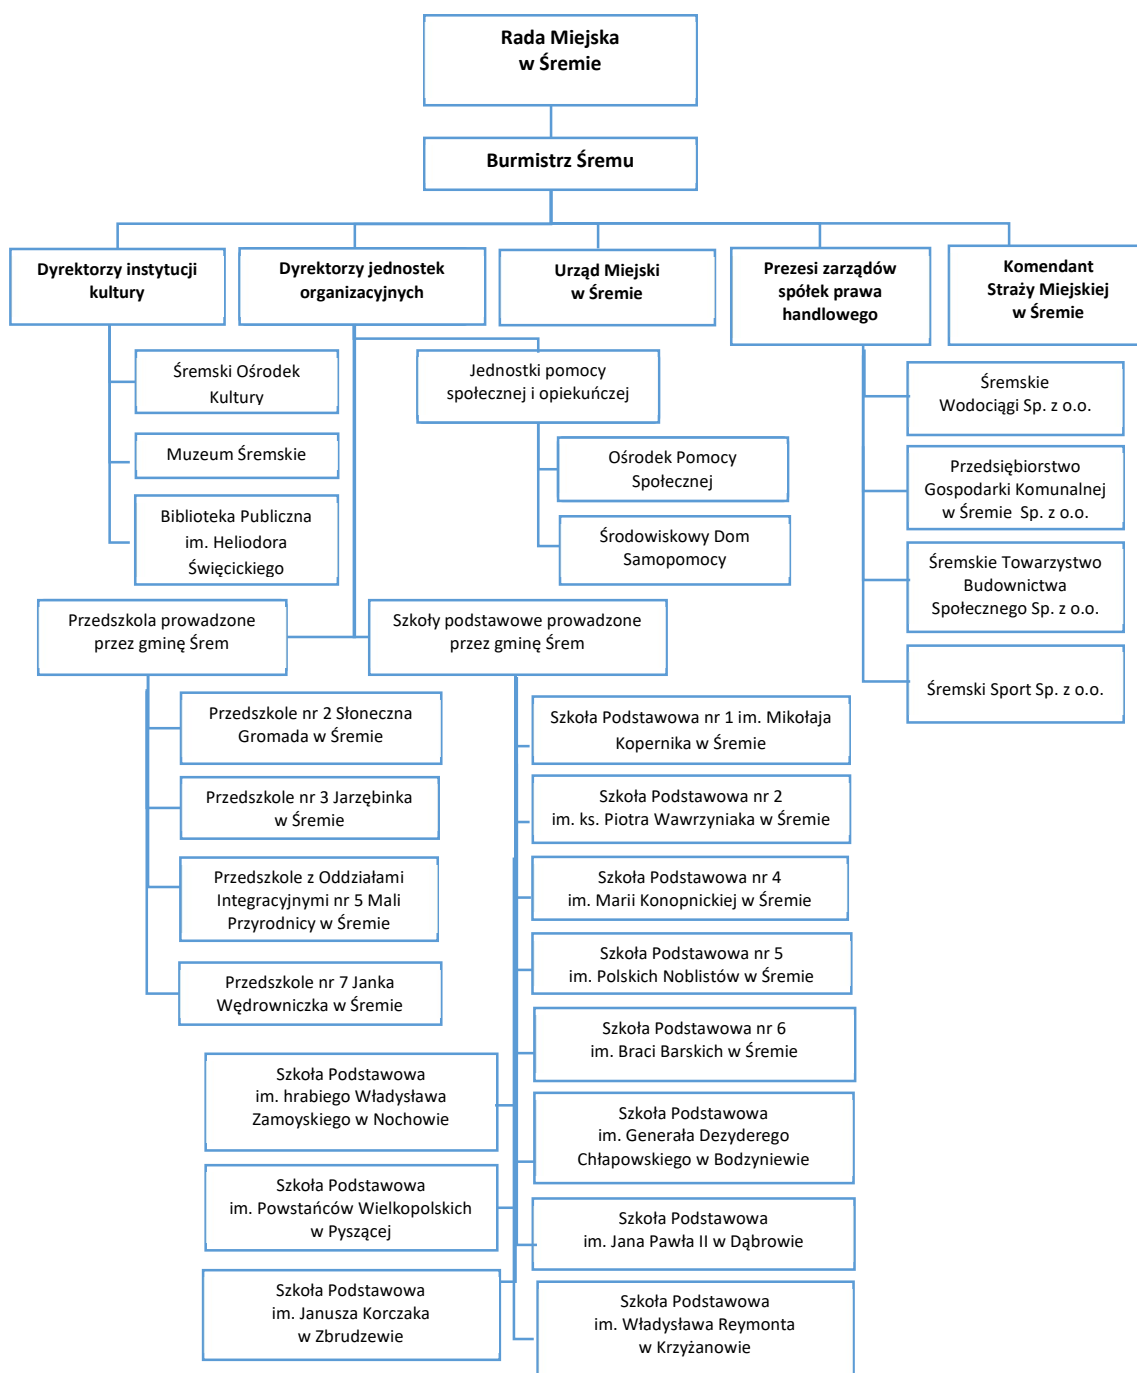 Rada Miejska
w Śremie
Burmistrz Śremu
Dyrektorzy instytucji
kultury
Dyrektorzy jednostek
organizacyjnych
Urząd Miejski
w Śremie
Prezesi zarządów
spółek prawa
handlowego
Komendant
Straży Miejskiej
w Śremie
Śremski Ośrodek
Kultury
Muzeum Śremskie
Biblioteka Publiczna
im. Heliodora
Święcickiego
Jednostki pomocy
społecznej i opiekuńczej
Ośrodek Pomocy
Społecznej
Środowiskowy Dom
Samopomocy
Śremskie
Wodociągi Sp. z o.o.
Przedsiębiorstwo
Gospodarki Komunalnej
w Śremie Sp. z o.o.
Śremskie Towarzystwo
Budownictwa
Społecznego Sp. z o.o.
Śremski Sport Sp. z o.o.
Przedszkola prowadzone
przez gminę Śrem
Szkoły podstawowe prowadzone
przez gminę Śrem
Przedszkole nr 2 Słoneczna
Gromada w Śremie
Przedszkole nr 3 Jarzębinka
w Śremie
Przedszkole z Oddziałami
Integracyjnymi nr 5 Mali
Przyrodnicy w Śremie
Przedszkole nr 7 Janka
Wędrowniczka w Śremie
Szkoła Podstawowa nr 1 im. Mikołaja
Kopernika w Śremie
Szkoła Podstawowa nr 2
im. ks. Piotra Wawrzyniaka w Śremie
Szkoła Podstawowa nr 4
im. Marii Konopnickiej w Śremie
Szkoła Podstawowa nr 5
im. Polskich Noblistów w Śremie
Szkoła Podstawowa nr 6
im. Braci Barskich w Śremie
Szkoła Podstawowa
im. hrabiego Władysława
Zamoyskiego w Nochowie
Szkoła Podstawowa
im. Generała Dezyderego
Chłapowskiego w Bodzyniewie
Szkoła Podstawowa
im. Powstańców Wielkopolskich
w Pyszącej
Szkoła Podstawowa
im. Jana Pawła II w Dąbrowie
Szkoła Podstawowa
im. Janusza Korczaka
w Zbrudzewie
Szkoła Podstawowa
im. Władysława Reymonta
w Krzyżanowie